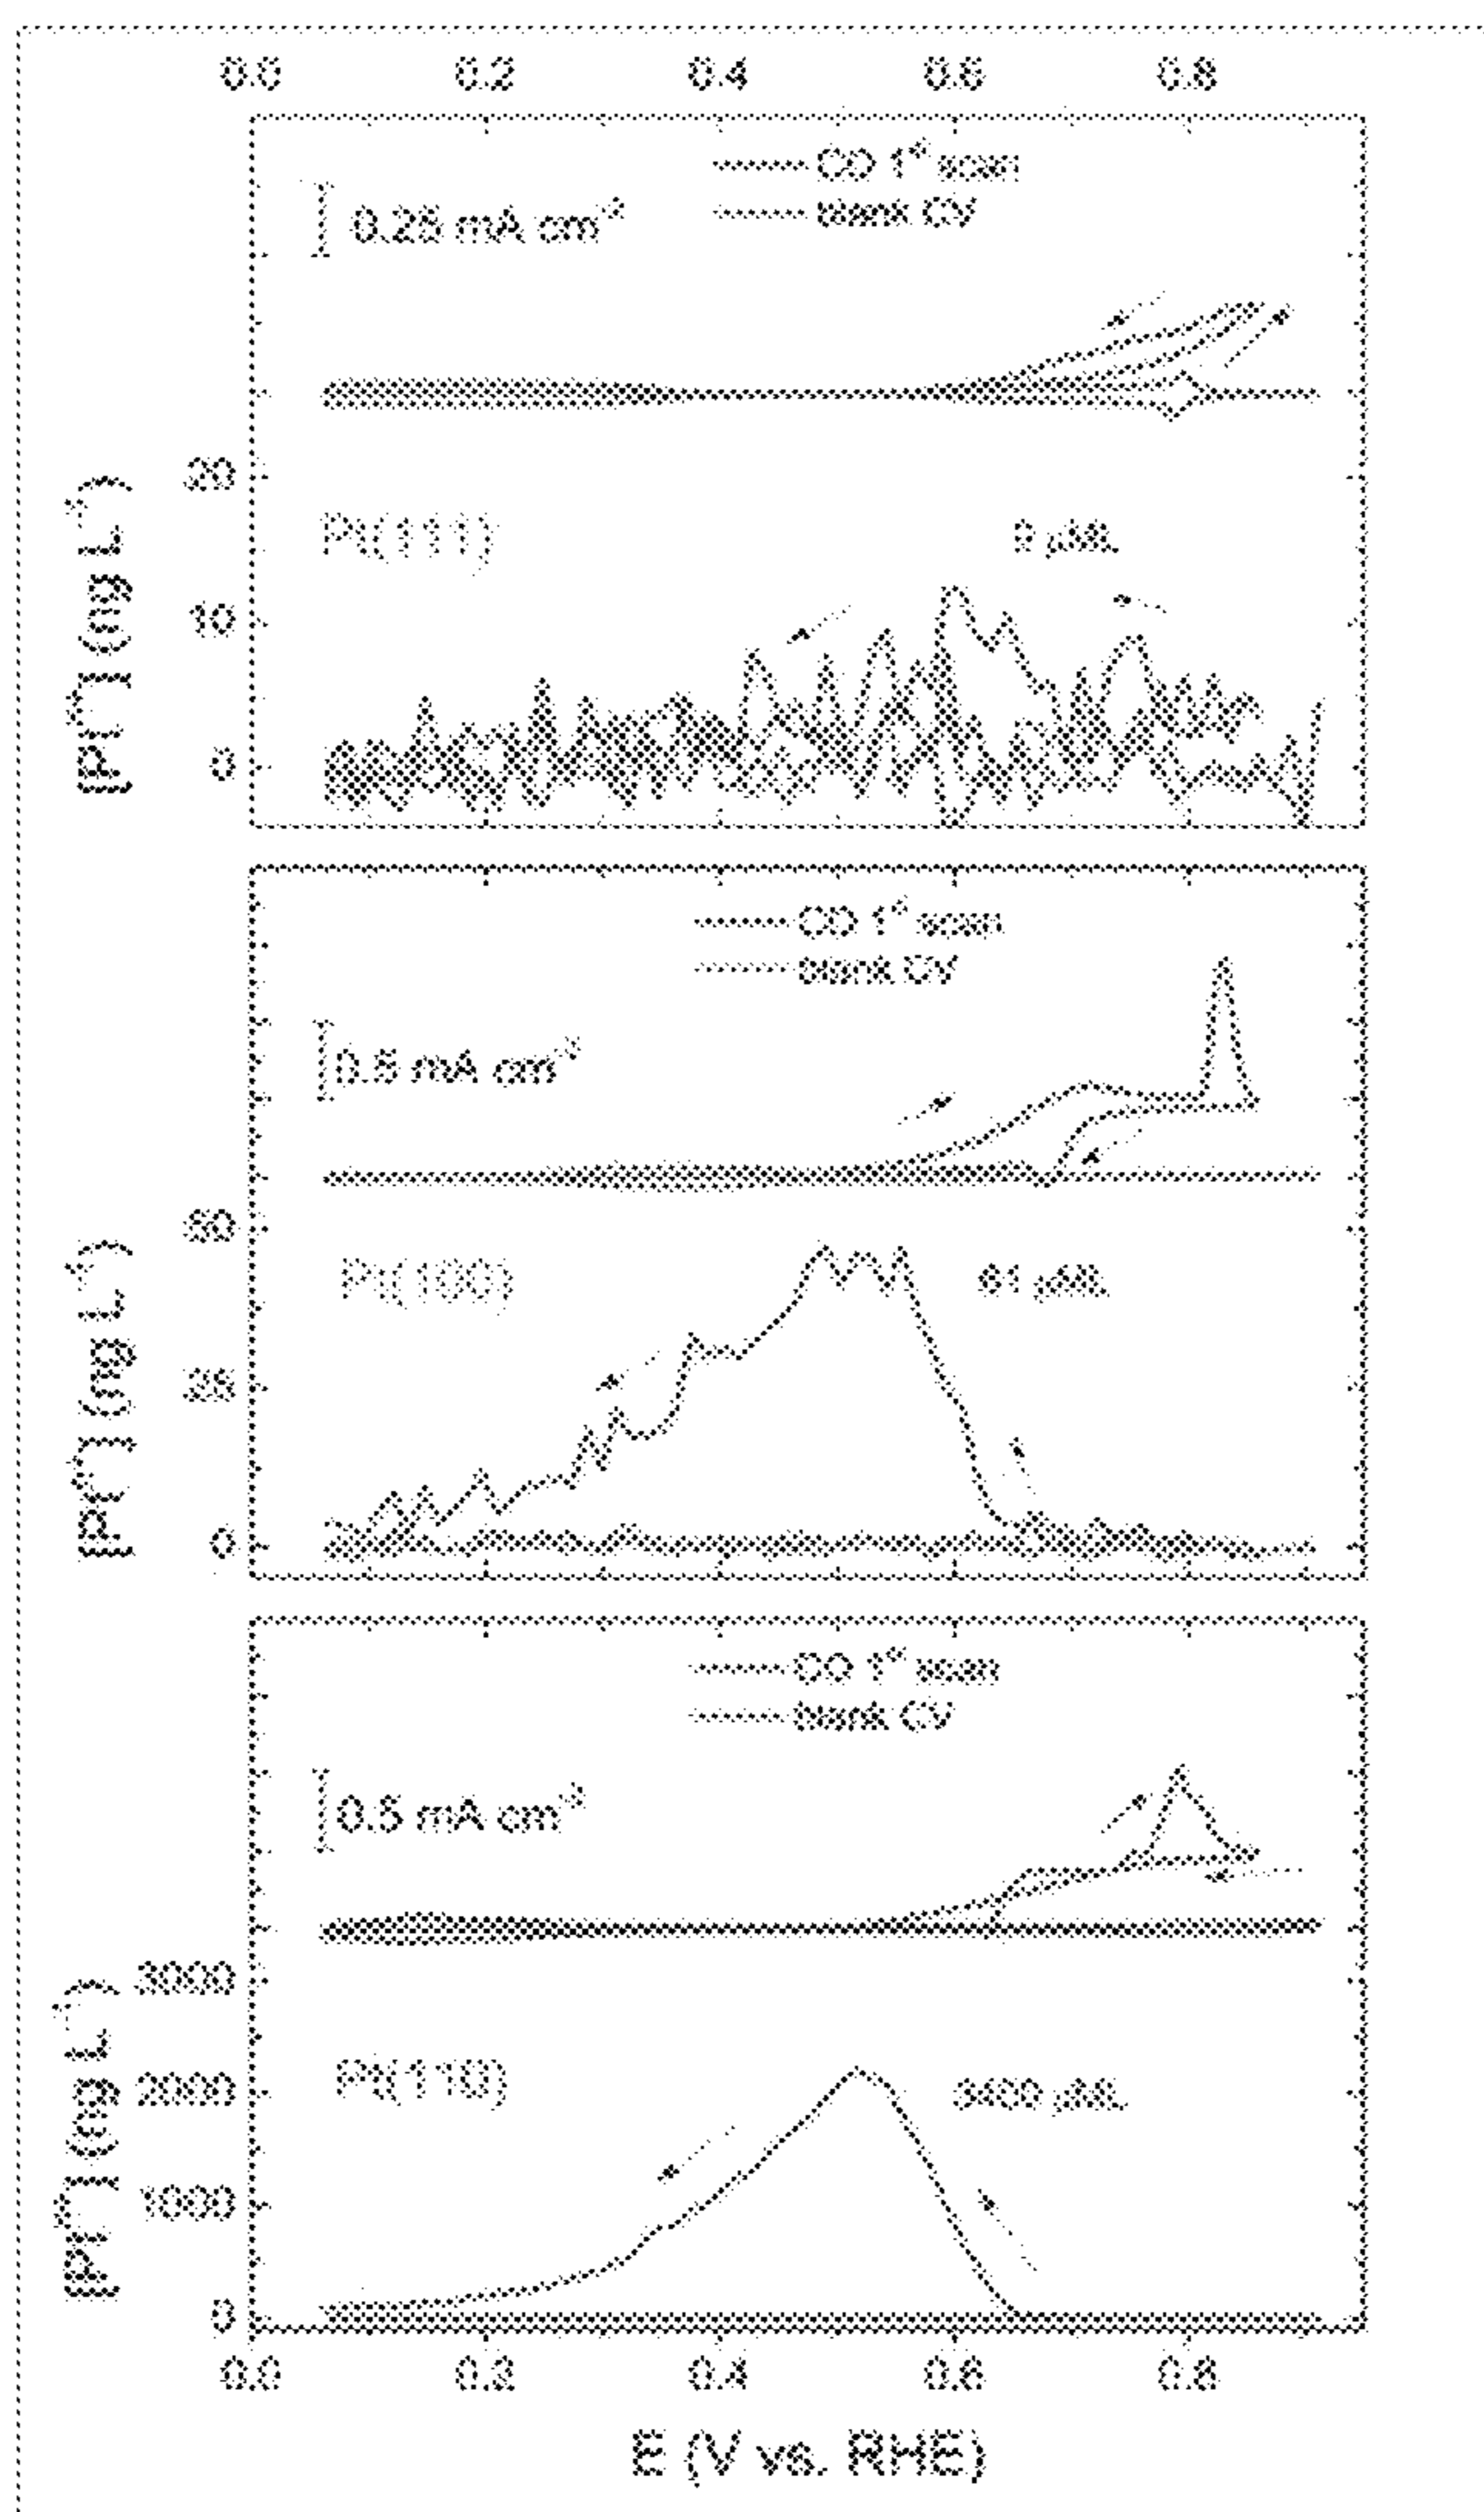 0.0 0.2 0.4 0.6 0.8
CO 1st scan
blank CV
0.25 mA cm-2
20
10
0
Pt(111)
μML
CO 1st scan
blank CV
0.5 mA cm-2
50
25
0
Pt(100)
μML
CO 1st scan
blank CV
0.5 mA cm-2
3000
2000
1000
0
Pt(110)
μML
0.0 0.4 0.6 0.8
E (V vs. RHE)